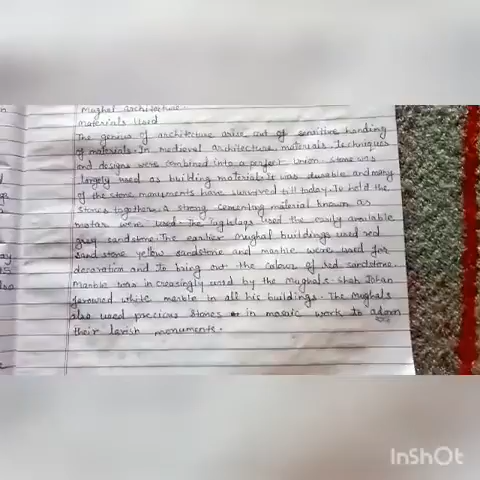 Mughal architecture.
Materials Used
The genius of architecture arise out of sensitive handing
of materials. In medieval architecture materials, techniques
and designs were combined into a perfect union. stone was
largely used as building materials. It was durable and many
of the stone monuments have survived till today. To hold the
stones together, a strong cementing material known as
motar were used. The Tughlaqs used the easily available
grey sandstone. The earlier mughal buildings used red
sand stone yellow sandstone and marble were used for
decoration and to bring out the colour of red sandstone.
Marble was increasingly used by the Mughals. Shah Jahan
favoured white marble in all his buildings. The Mughals
also used precious stones in mosaic work to adorn
their lavish monuments.
InShOt